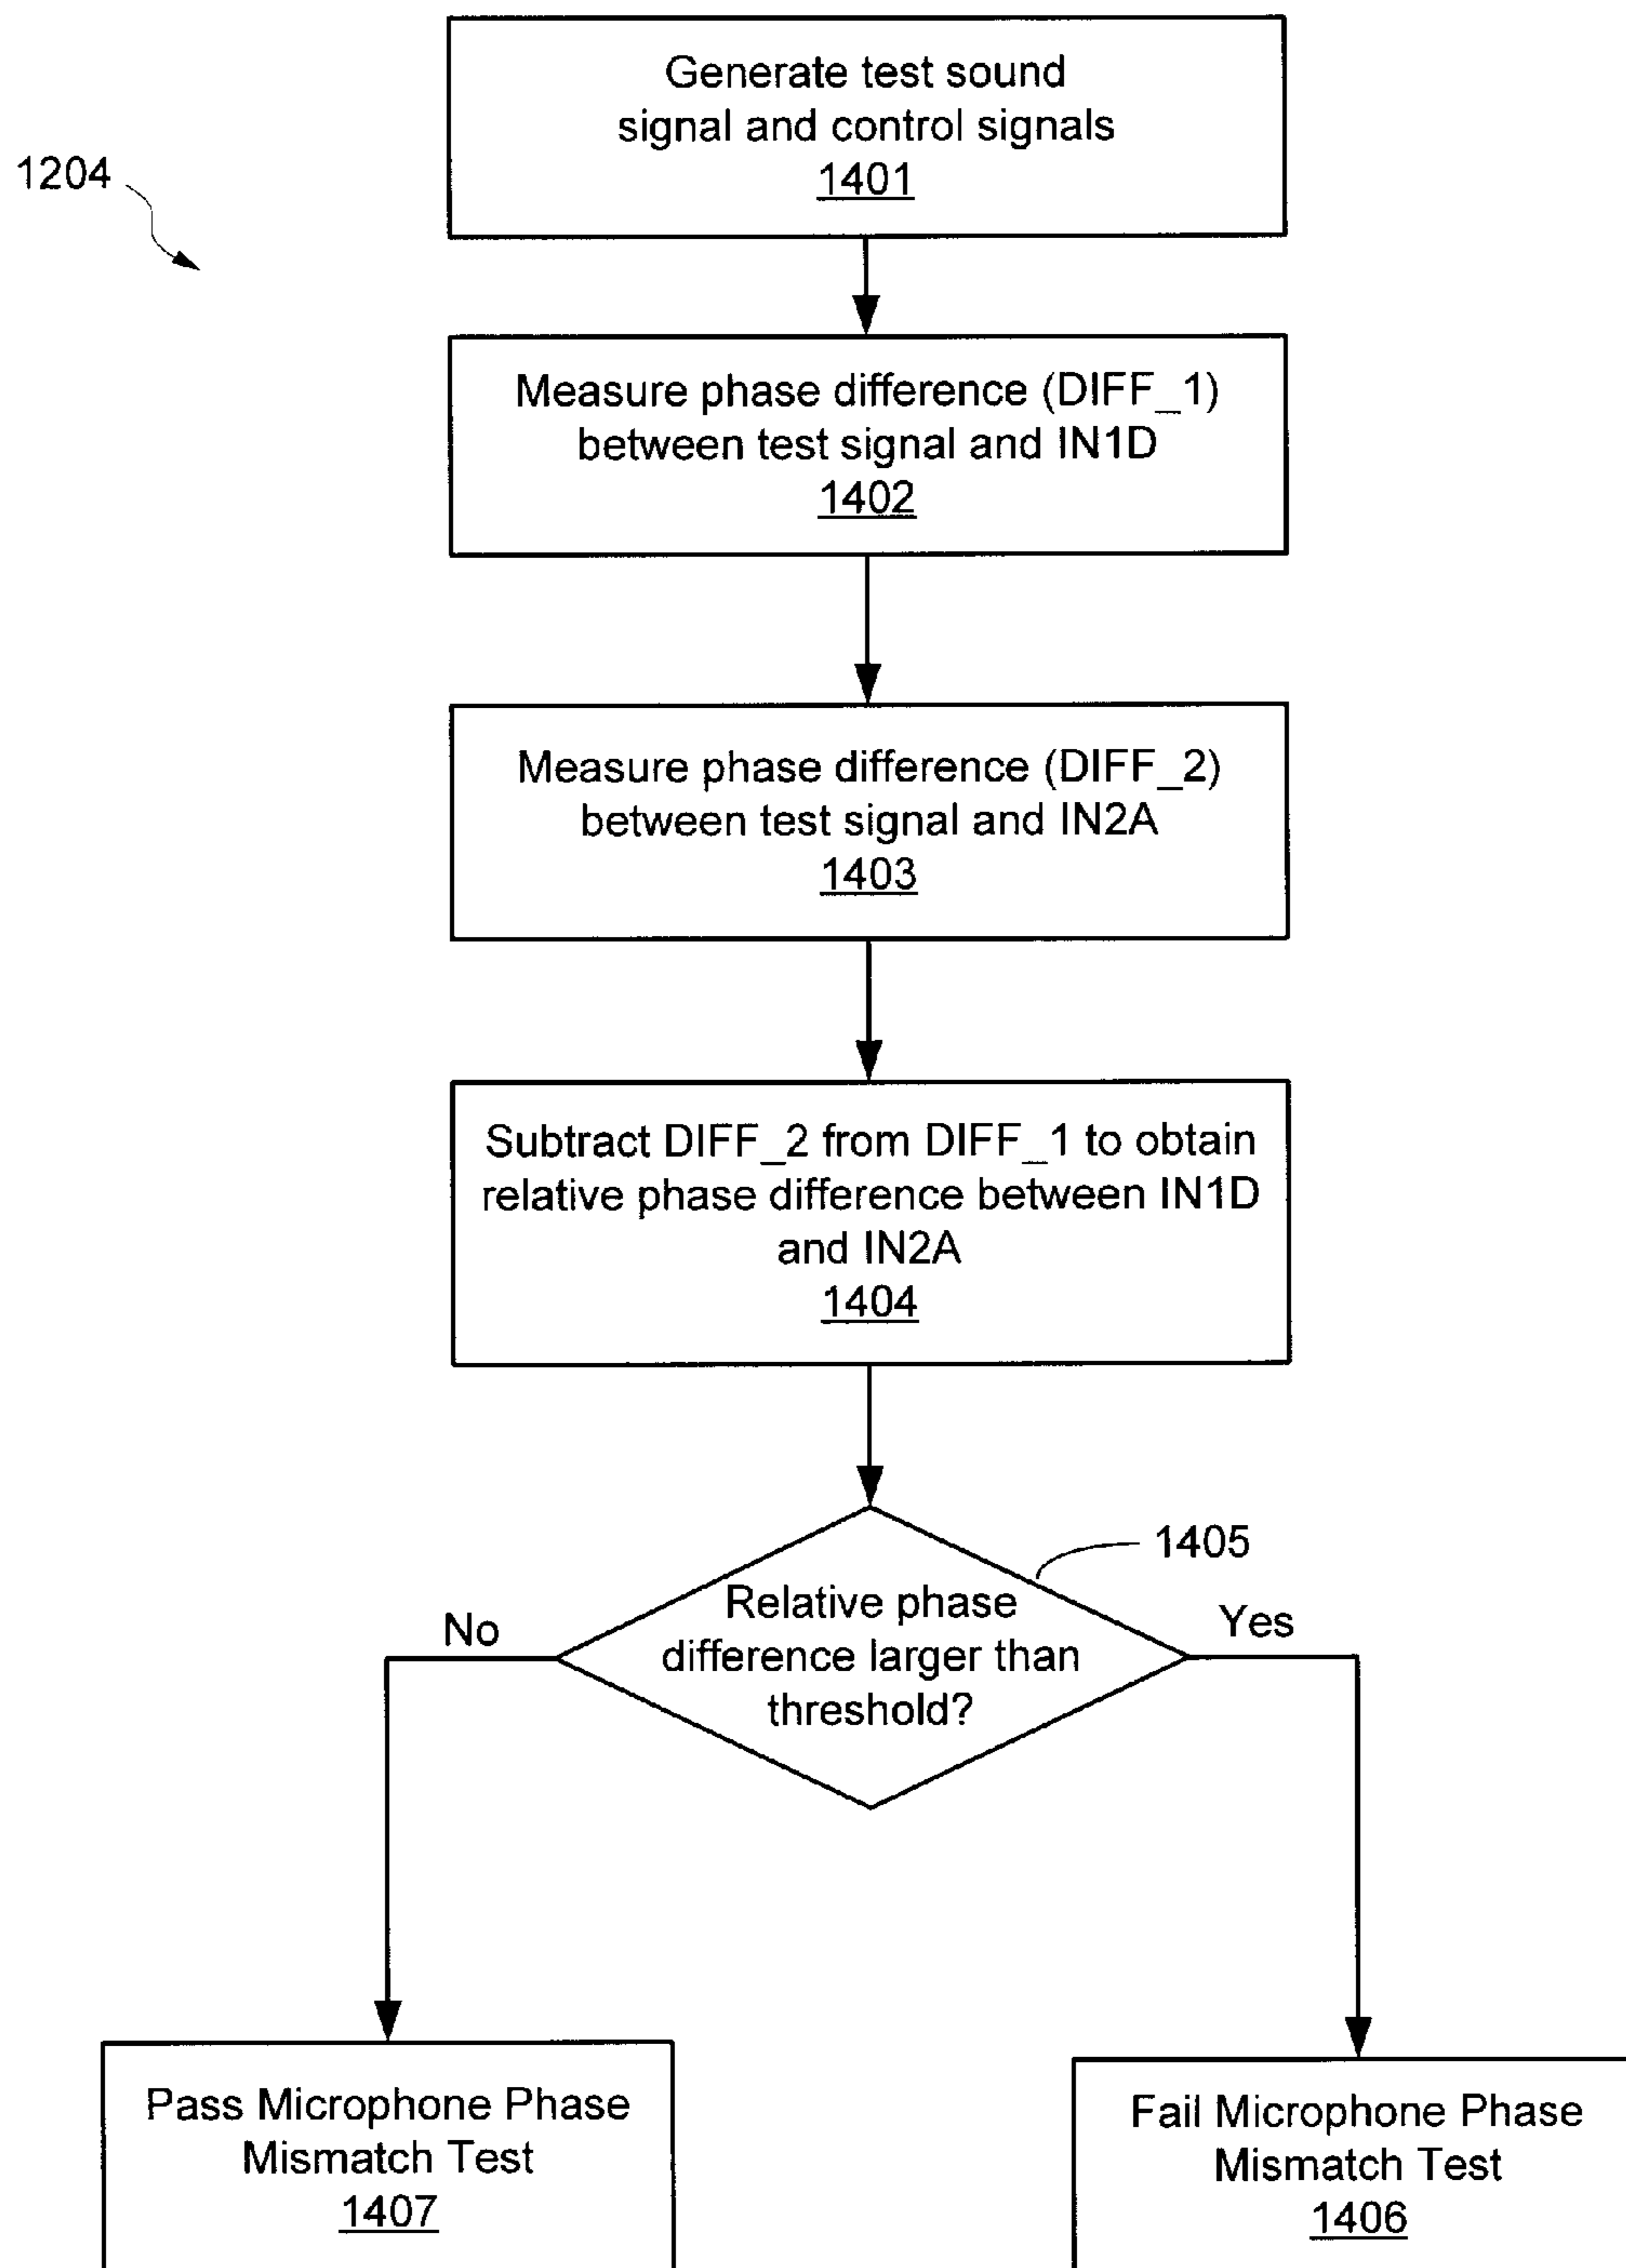 Generate test sound
signal and control signals
1401
1204
Measure phase difference (DIFF_1)
between test signal and IN1D
1402
Measure phase difference (DIFF_2)
between test signal and IN2A
1403
Subtract DIFF_2 from DIFF_1 to obtain
relative phase difference between IN1D
and IN2A
1404
1405
Relative phase
difference larger than
threshold?
No
Yes
Pass Microphone Phase
Mismatch Test
1407
Fail Microphone Phase
Mismatch Test
1406